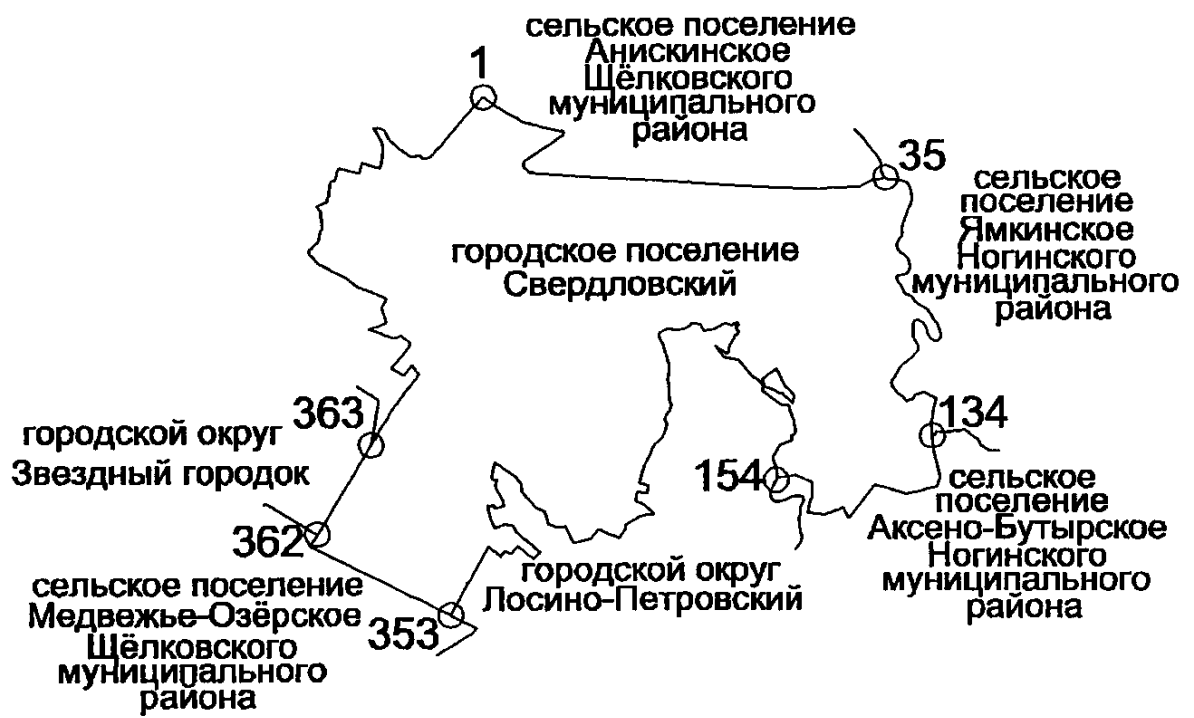 сельское поселение
Анискинское
Щёлковского
муниципального
района
1
35
сельское
поселение
Ямкинское
Ногинского
муниципального
района
городское поселение
Свердловский
363
городской округ
Звездный городок
134
154
сельское
поселение
Аксено-Бутырское
Ногинского
муниципального
района
362
городской округ
Лосино-Петровский
353
сельское поселение
Медвежье-Озёрское
Щёлковского
муниципального
района